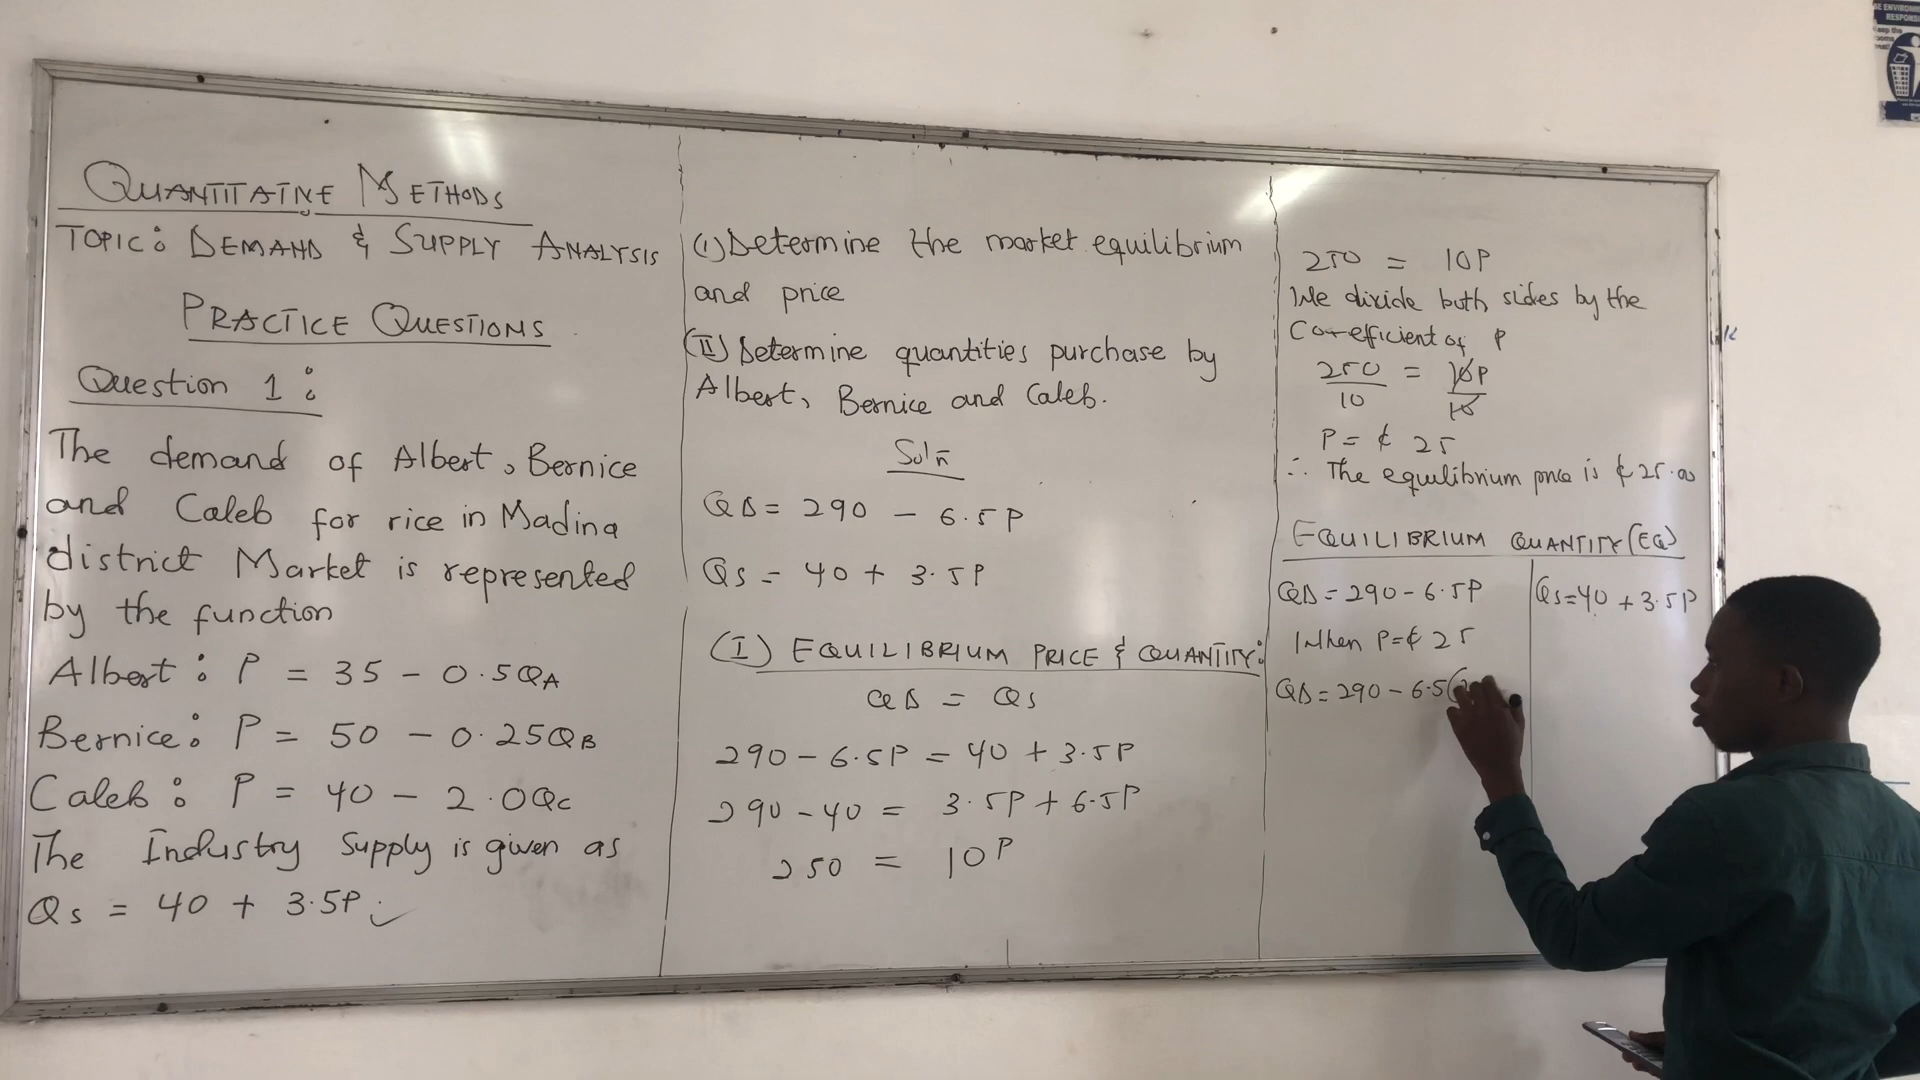 QUANTITATIVE METHODS
TOPIC: DEMAND & SUPPLY ANALYSIS
PRACTICE QUESTIONS
Question 1:
The demand of Albert, Bernice
and Caleb for rice in Madina
district Market is represented
by the function
Albert: P = 35 - 0.5QA
Bernice: P = 50 - 0.25QB
Caleb: P = 40 - 2.0Qc
The Industry Supply is given as
Qs = 40 + 3.5P
(I) Determine the market equilibrium
and price
(II) Determine quantities purchase by
Albert, Bernice and Caleb.
Soln
QD = 290 - 6.5P
Qs = 40 + 3.5P
(I) EQUILIBRIUM PRICE & QUANTITY:
QD = Qs
290 - 6.5P = 40 + 3.5P
290 - 40 = 3.5P + 6.5P
250 = 10P
250 = 10P
We divide both sides by the
Co-efficient of P
250 = 10P
10 10
P = ¢ 25
∴ The equilibrium price is ¢ 25.00
EQUILIBRIUM QUANTITY (EQ)
QD = 290 - 6.5P
When P = ¢ 25
QD = 290 - 6.5(
Qs = 40 + 3.5P
RESPONS